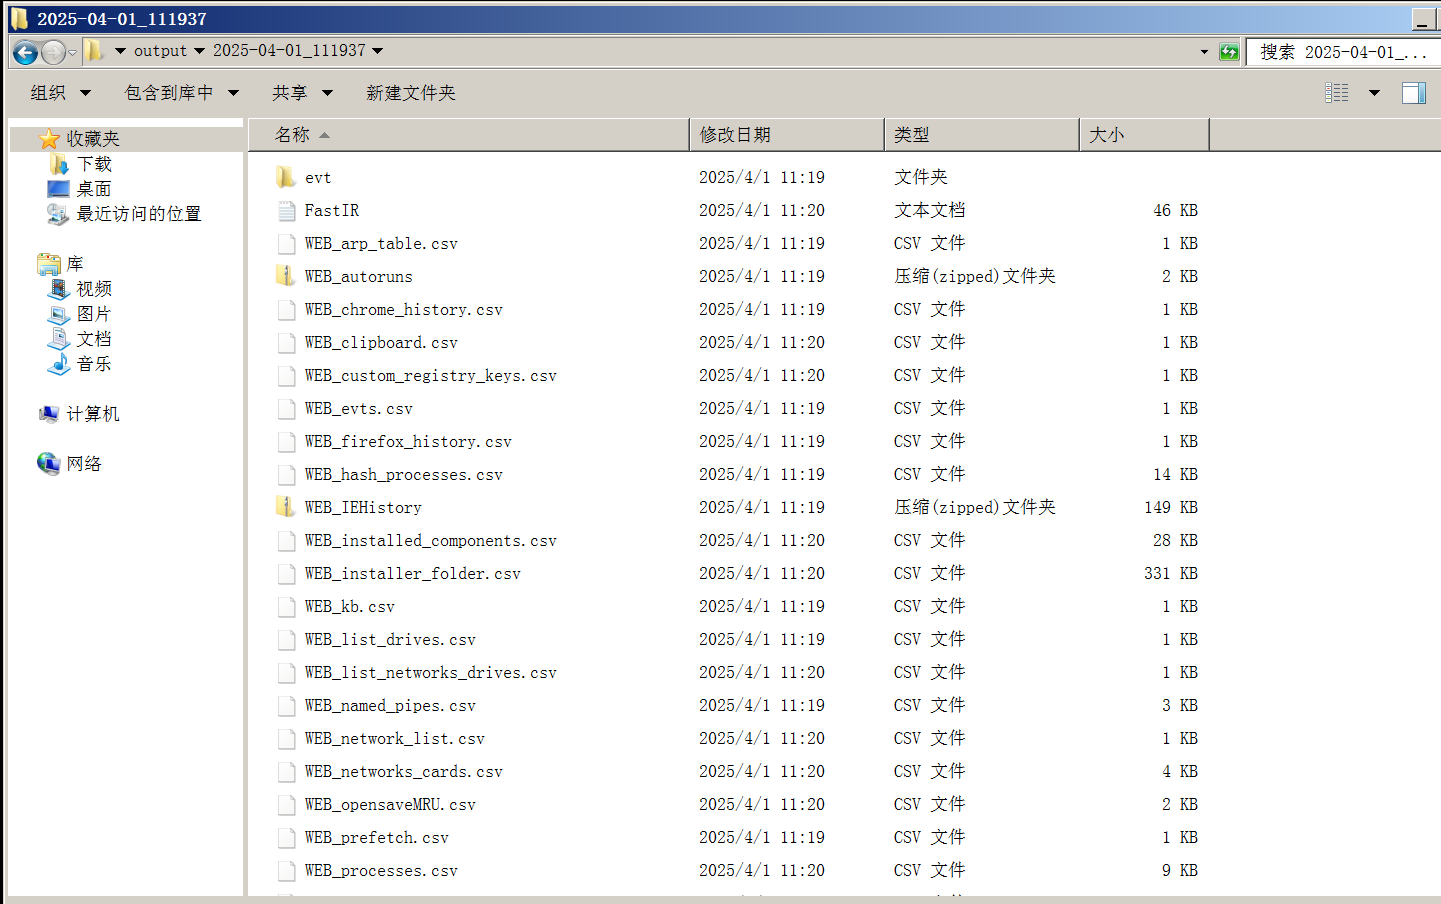 2025-04-01_111937
output 2025-04-01_111937
搜索 2025-04-01_...
组织 包含到库中 共享 新建文件夹
收藏夹
下载
桌面
最近访问的位置
库
视频
图片
文档
音乐
计算机
网络
名称 修改日期 类型 大小
evt 2025/4/1 11:19 文件夹
FastIR 2025/4/1 11:20 文本文档 46 KB
WEB_arp_table.csv 2025/4/1 11:19 CSV 文件 1 KB
WEB_autoruns 2025/4/1 11:19 压缩(zipped)文件夹 2 KB
WEB_chrome_history.csv 2025/4/1 11:19 CSV 文件 1 KB
WEB_clipboard.csv 2025/4/1 11:20 CSV 文件 1 KB
WEB_custom_registry_keys.csv 2025/4/1 11:20 CSV 文件 1 KB
WEB_evts.csv 2025/4/1 11:19 CSV 文件 1 KB
WEB_firefox_history.csv 2025/4/1 11:19 CSV 文件 1 KB
WEB_hash_processes.csv 2025/4/1 11:19 CSV 文件 14 KB
WEB_IEHistory 2025/4/1 11:19 压缩(zipped)文件夹 149 KB
WEB_installed_components.csv 2025/4/1 11:20 CSV 文件 28 KB
WEB_installer_folder.csv 2025/4/1 11:20 CSV 文件 331 KB
WEB_kb.csv 2025/4/1 11:19 CSV 文件 1 KB
WEB_list_drives.csv 2025/4/1 11:19 CSV 文件 1 KB
WEB_list_networks_drives.csv 2025/4/1 11:20 CSV 文件 1 KB
WEB_named_pipes.csv 2025/4/1 11:19 CSV 文件 3 KB
WEB_network_list.csv 2025/4/1 11:20 CSV 文件 1 KB
WEB_networks_cards.csv 2025/4/1 11:20 CSV 文件 4 KB
WEB_opensaveMRU.csv 2025/4/1 11:20 CSV 文件 2 KB
WEB_prefetch.csv 2025/4/1 11:19 CSV 文件 1 KB
WEB_processes.csv 2025/4/1 11:20 CSV 文件 9 KB